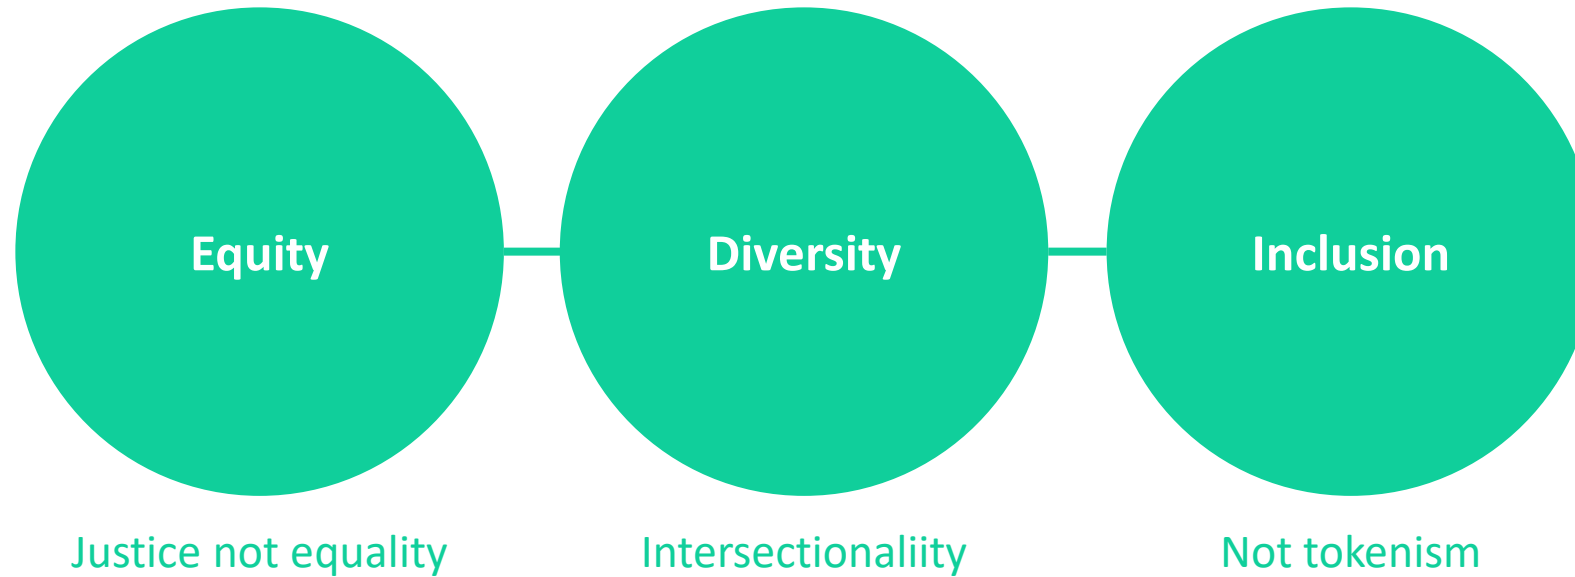 Equity
Diversity
Inclusion
Justice not equality
Intersectionaliity
Not tokenism